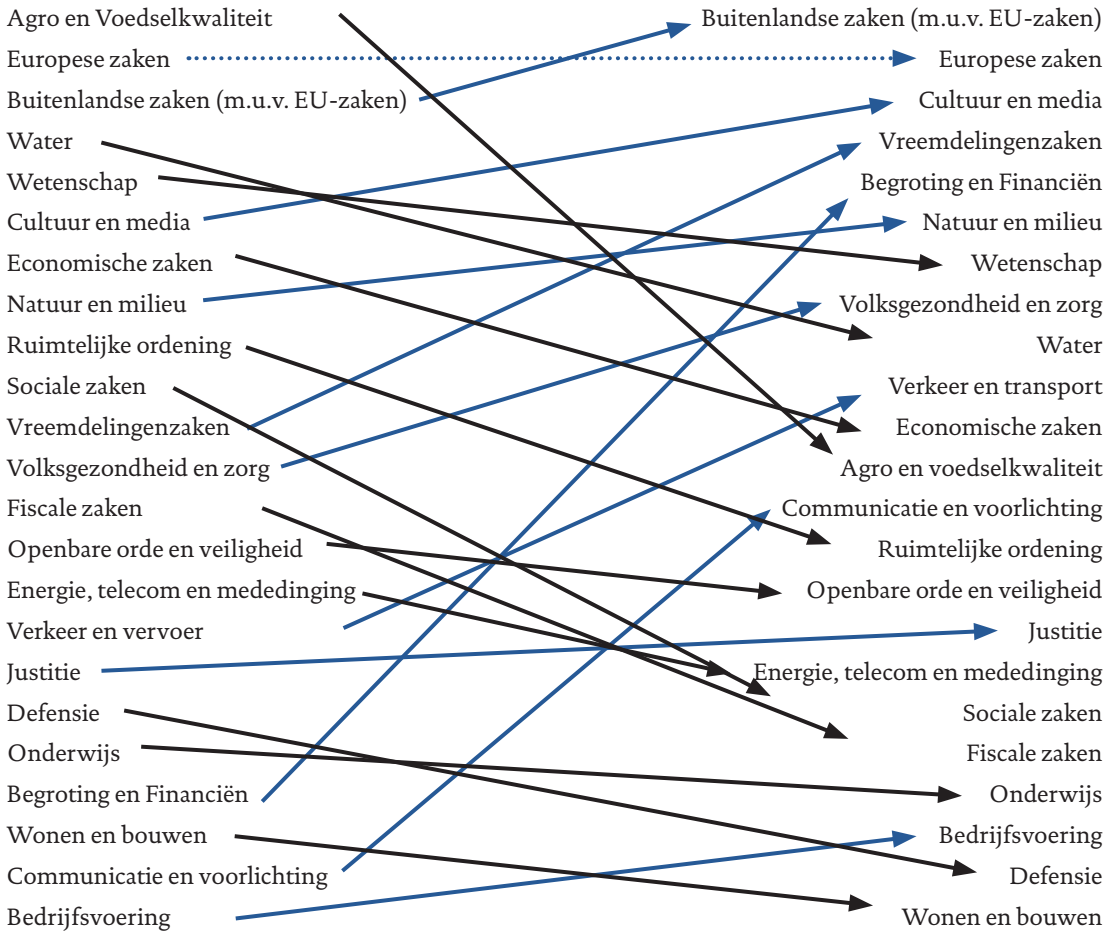 Agro en Voedselkwaliteit
Europese zaken
Buitenlandse zaken (m.u.v. EU-zaken)
Water
Wetenschap
Cultuur en media
Economische zaken
Natuur en milieu
Ruimtelijke ordening
Sociale zaken
Vreemdelingenzaken
Volksgezondheid en zorg
Fiscale zaken
Openbare orde en veiligheid
Energie, telecom en mededinging
Verkeer en vervoer
Justitie
Defensie
Onderwijs
Begroting en Financiën
Wonen en bouwen
Communicatie en voorlichting
Bedrijfsvoering
Buitenlandse zaken (m.u.v. EU-zaken)
Europese zaken
Cultuur en media
Vreemdelingenzaken
Begroting en Financiën
Natuur en milieu
Wetenschap
Volksgezondheid en zorg
Water
Verkeer en transport
Economische zaken
Agro en voedselkwaliteit
Communicatie en voorlichting
Ruimtelijke ordening
Openbare orde en veiligheid
Justitie
Energie, telecom en mededinging
Sociale zaken
Fiscale zaken
Onderwijs
Bedrijfsvoering
Defensie
Wonen en bouwen